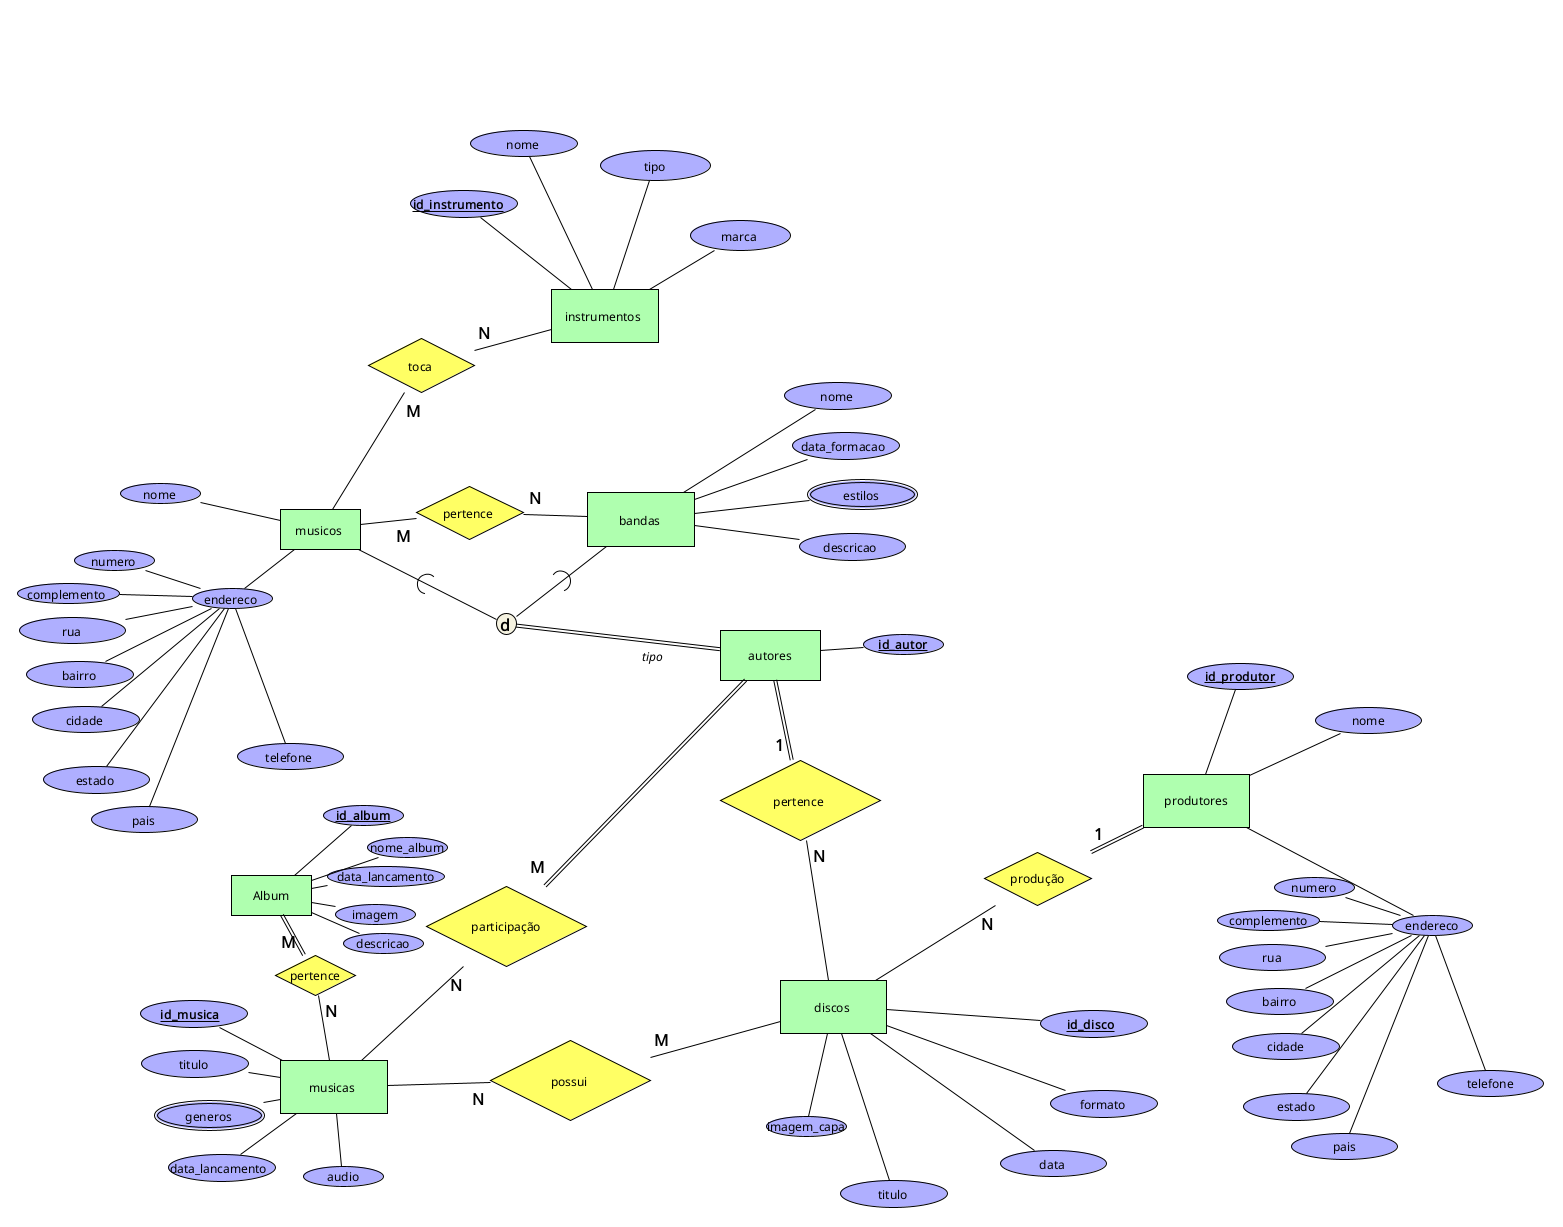 nome
tipo
id_instrumento
marca
instrumentos
N
toca
M
nome
data_formacao
estilos
descricao
bandas
N
pertence
M
musicos
nome
numero
endereco
complemento
rua
bairro
cidade
estado
pais
telefone
d
tipo
autores
id_autor
1
pertence
N
id_produtor
nome
produtores
1
produção
N
numero
complemento
endereco
rua
bairro
cidade
estado
pais
telefone
id_album
nome_album
data_lancamento
Album
imagem
descricao
M
pertence
N
M
participação
N
id_musica
titulo
musicas
generos
data_lancamento
audio
N
possui
M
discos
id_disco
formato
imagem_capa
data
titulo